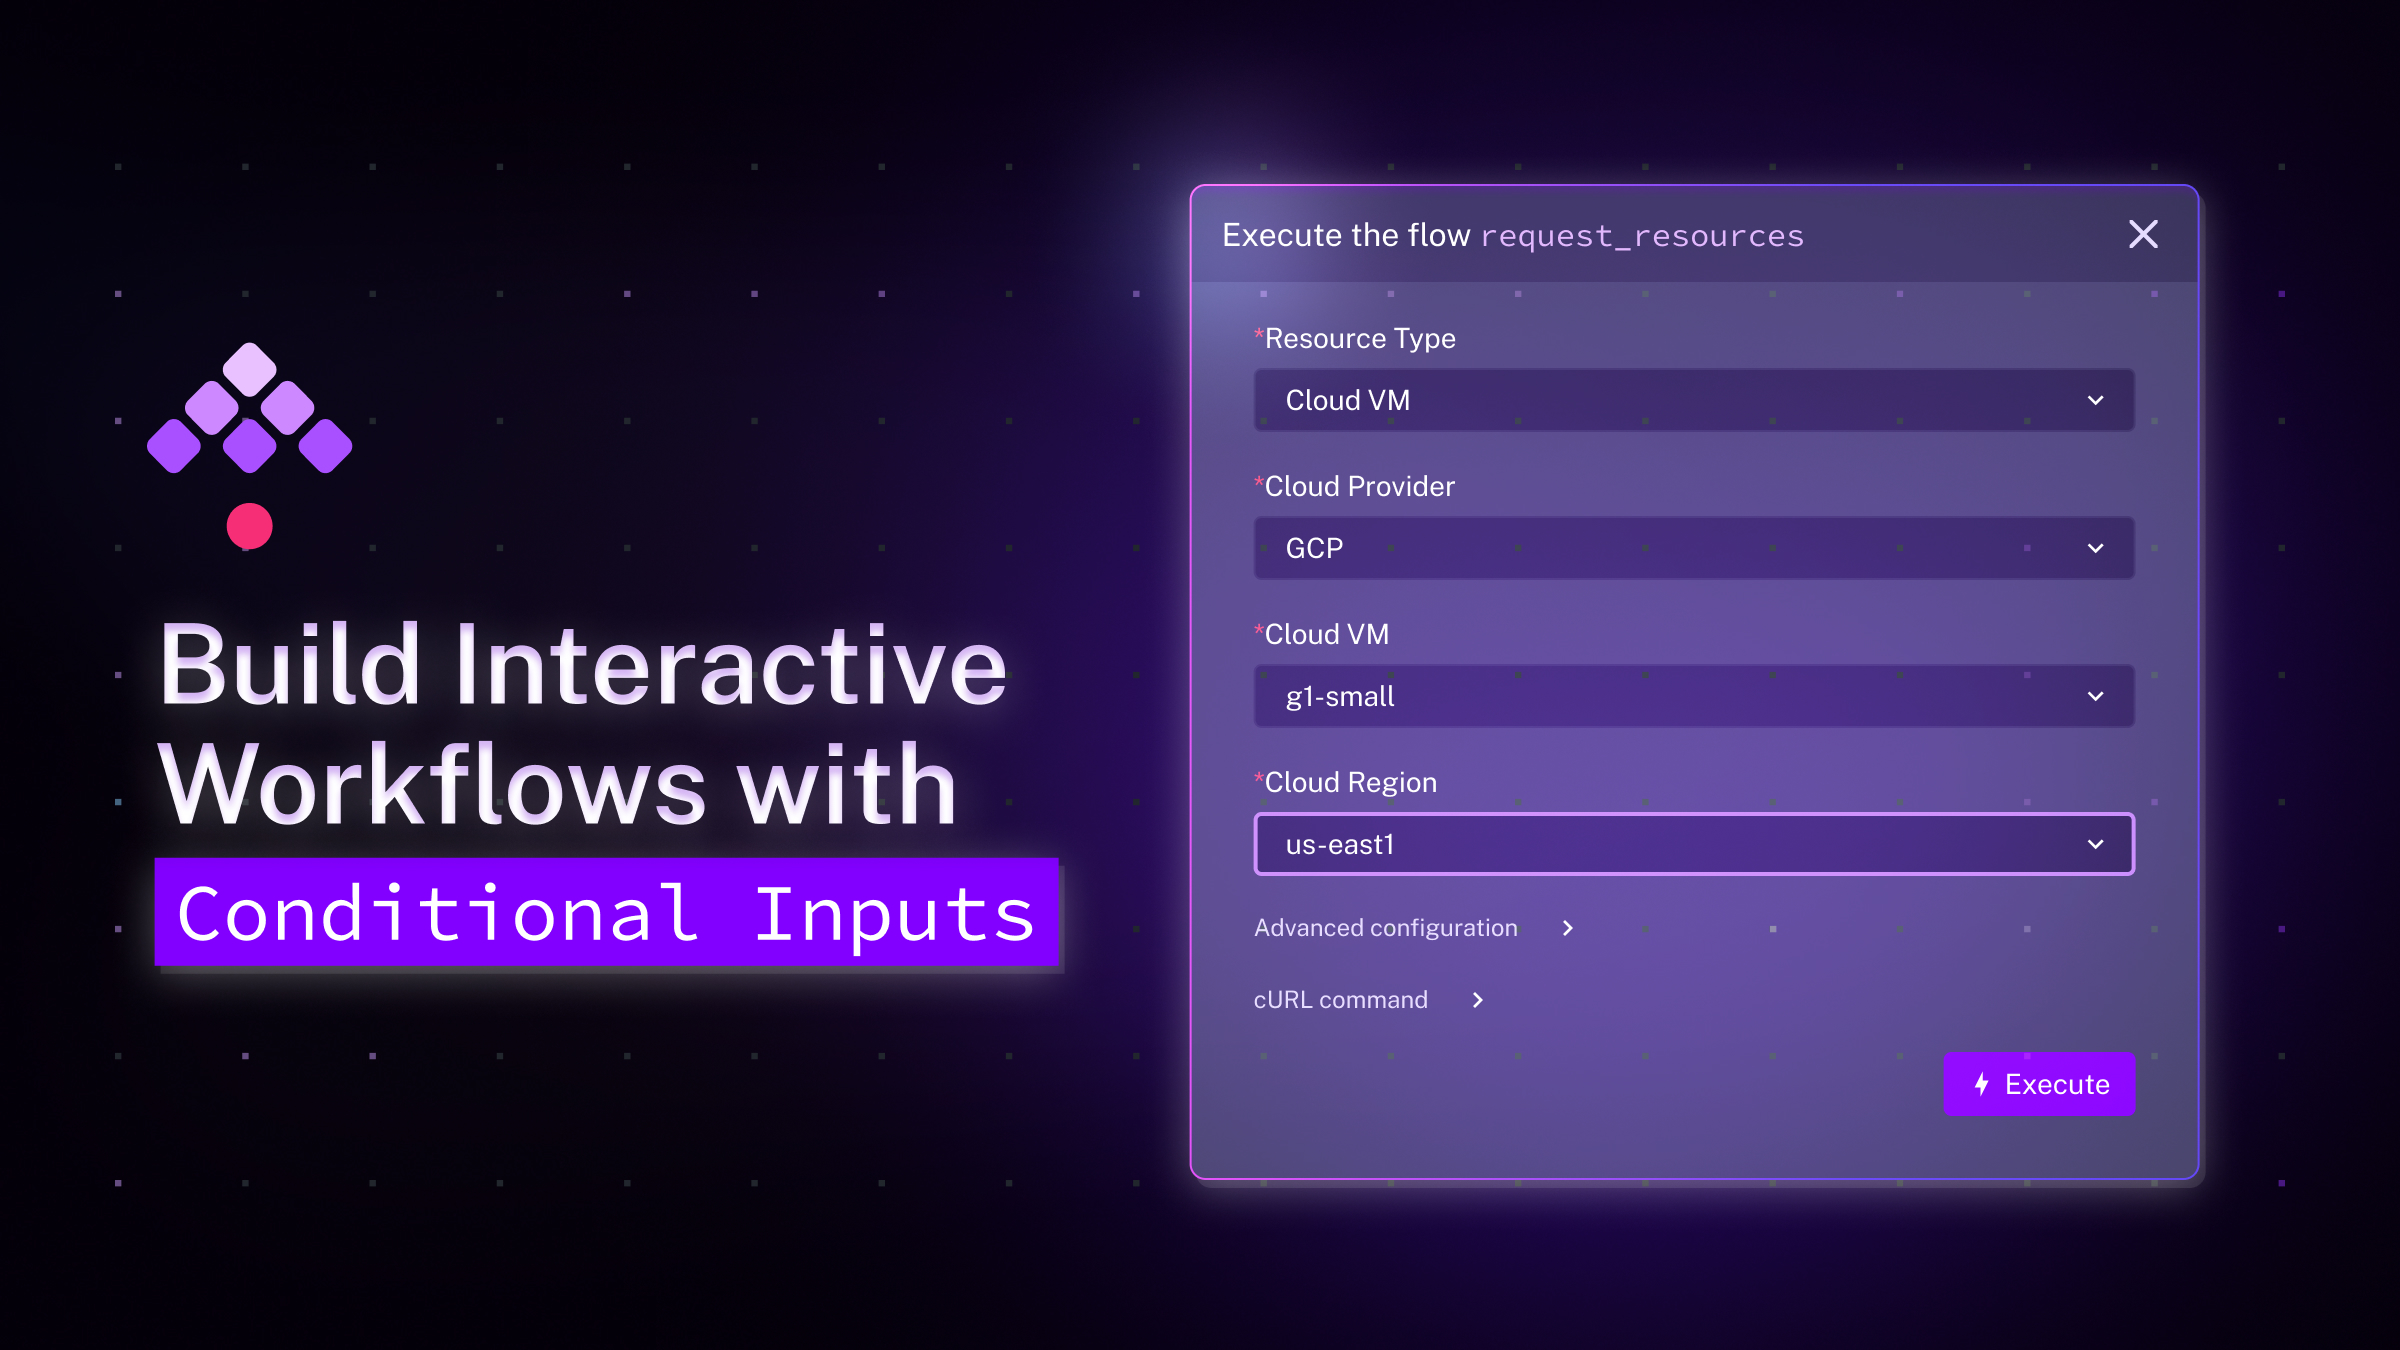 Build Interactive
Workflows with
Conditional Inputs
Execute the flow request_resources
*Resource Type
Cloud VM
*Cloud Provider
GCP
*Cloud VM
g1-small
*Cloud Region
us-east1
Advanced configuration
cURL command
Execute